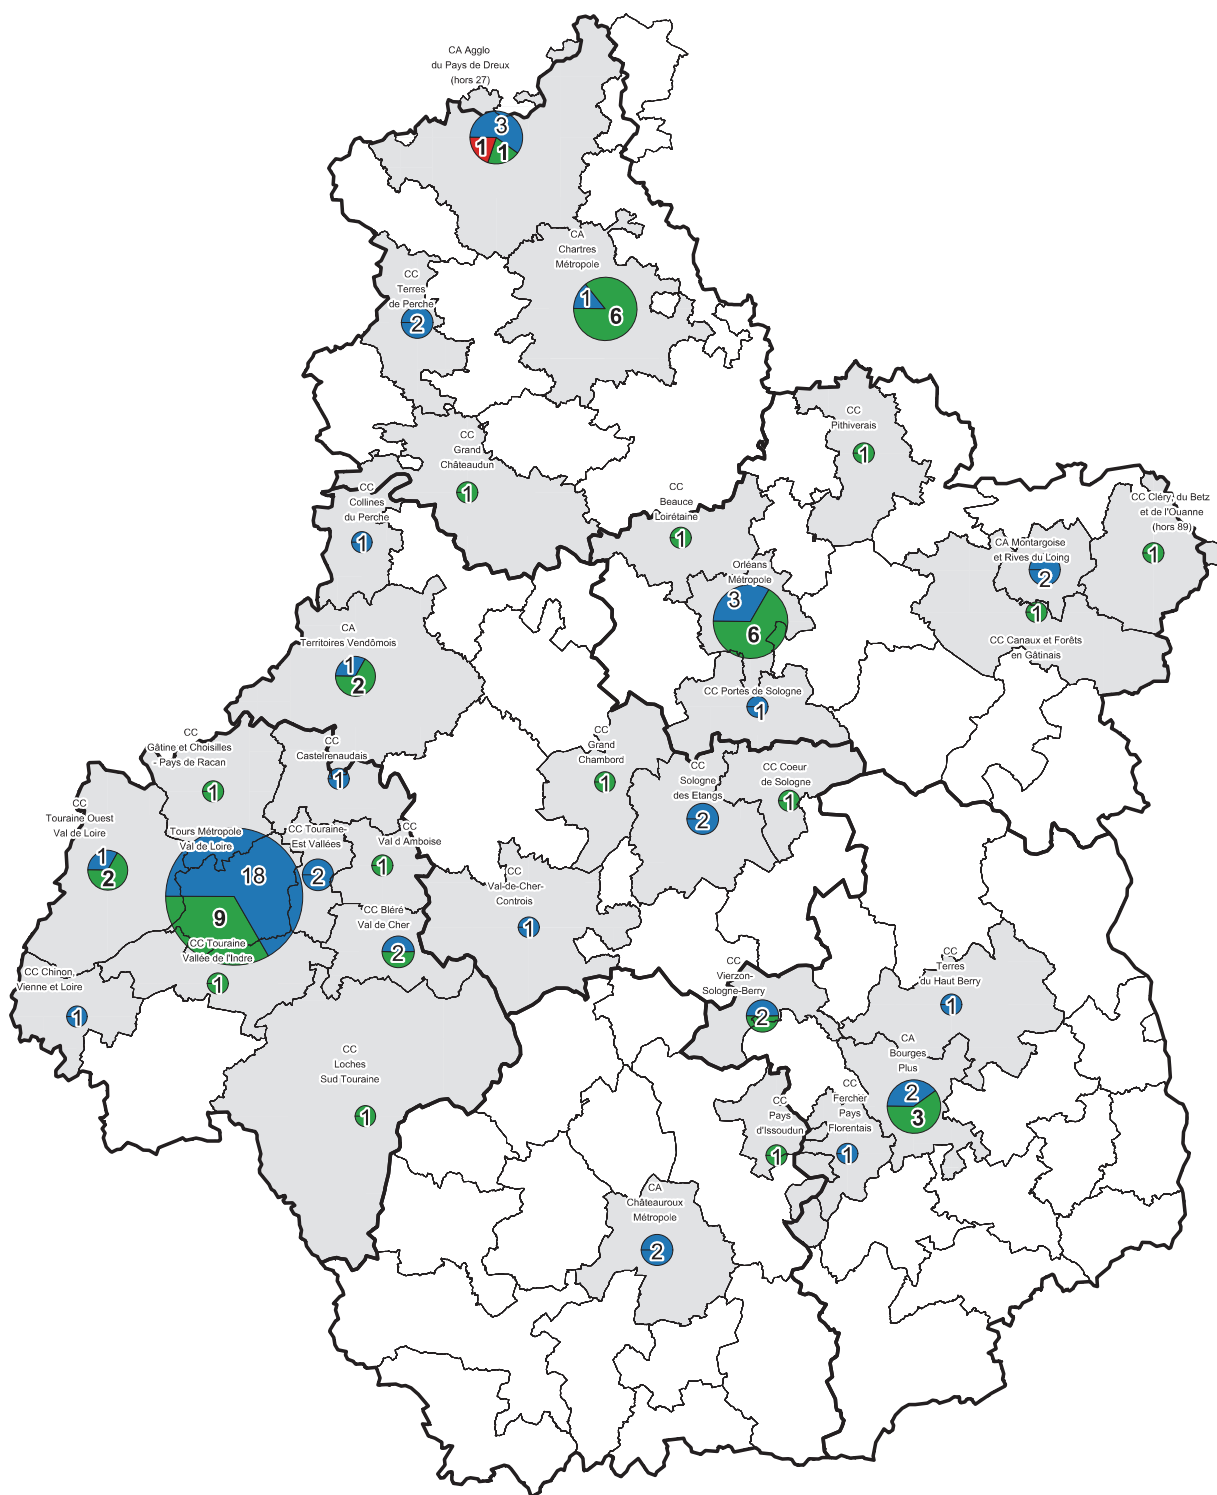 CA Agglo
du Pays de Dreux
(hors 27)
3
1
1
CA
Chartres
Métropole
1
6
CC
Terres
de Perche
2
CC
Pithiverais
1
CC
Grand
Châteaudun
1
CC
Collines
du Perche
1
CC
Beauce
Loirétaine
1
CC Cléry, du Betz
et de l'Ouanne
(hors 89)
1
CA Montargoise
et Rives du Loing
2
1
CC Canaux et Forêts
en Gâtinais
Orléans
Métropole
3
6
CA
Territoires Vendômois
1
2
CC Portes de Sologne
1
CC
Gâtine et Choisilles
- Pays de Racan
1
CC
Castelrenaudais
1
CC
Grand
Chambord
1
CC
Sologne
des Etangs
2
CC Coeur
de Sologne
1
CC
Touraine Ouest
Val de Loire
1
2
Tours Métropole
Val de Loire
18
9
CC Touraine-
Est Vallées
2
CC
Val d Amboise
1
CC
Val-de-Cher-
Controis
1
CC Bléré
Val de Cher
2
CC Touraine
Vallée de l'Indre
1
CC Chinon,
Vienne et Loire
1
CC
Vierzon-
Sologne-Berry
2
CC
Terres
du Haut Berry
1
CC
Loches
Sud Touraine
1
CA
Bourges
Plus
2
3
CC
Pays
d'Issoudun
1
CC
Fercher
Pays
Florentais
1
CA
Châteauroux
Métropole
2